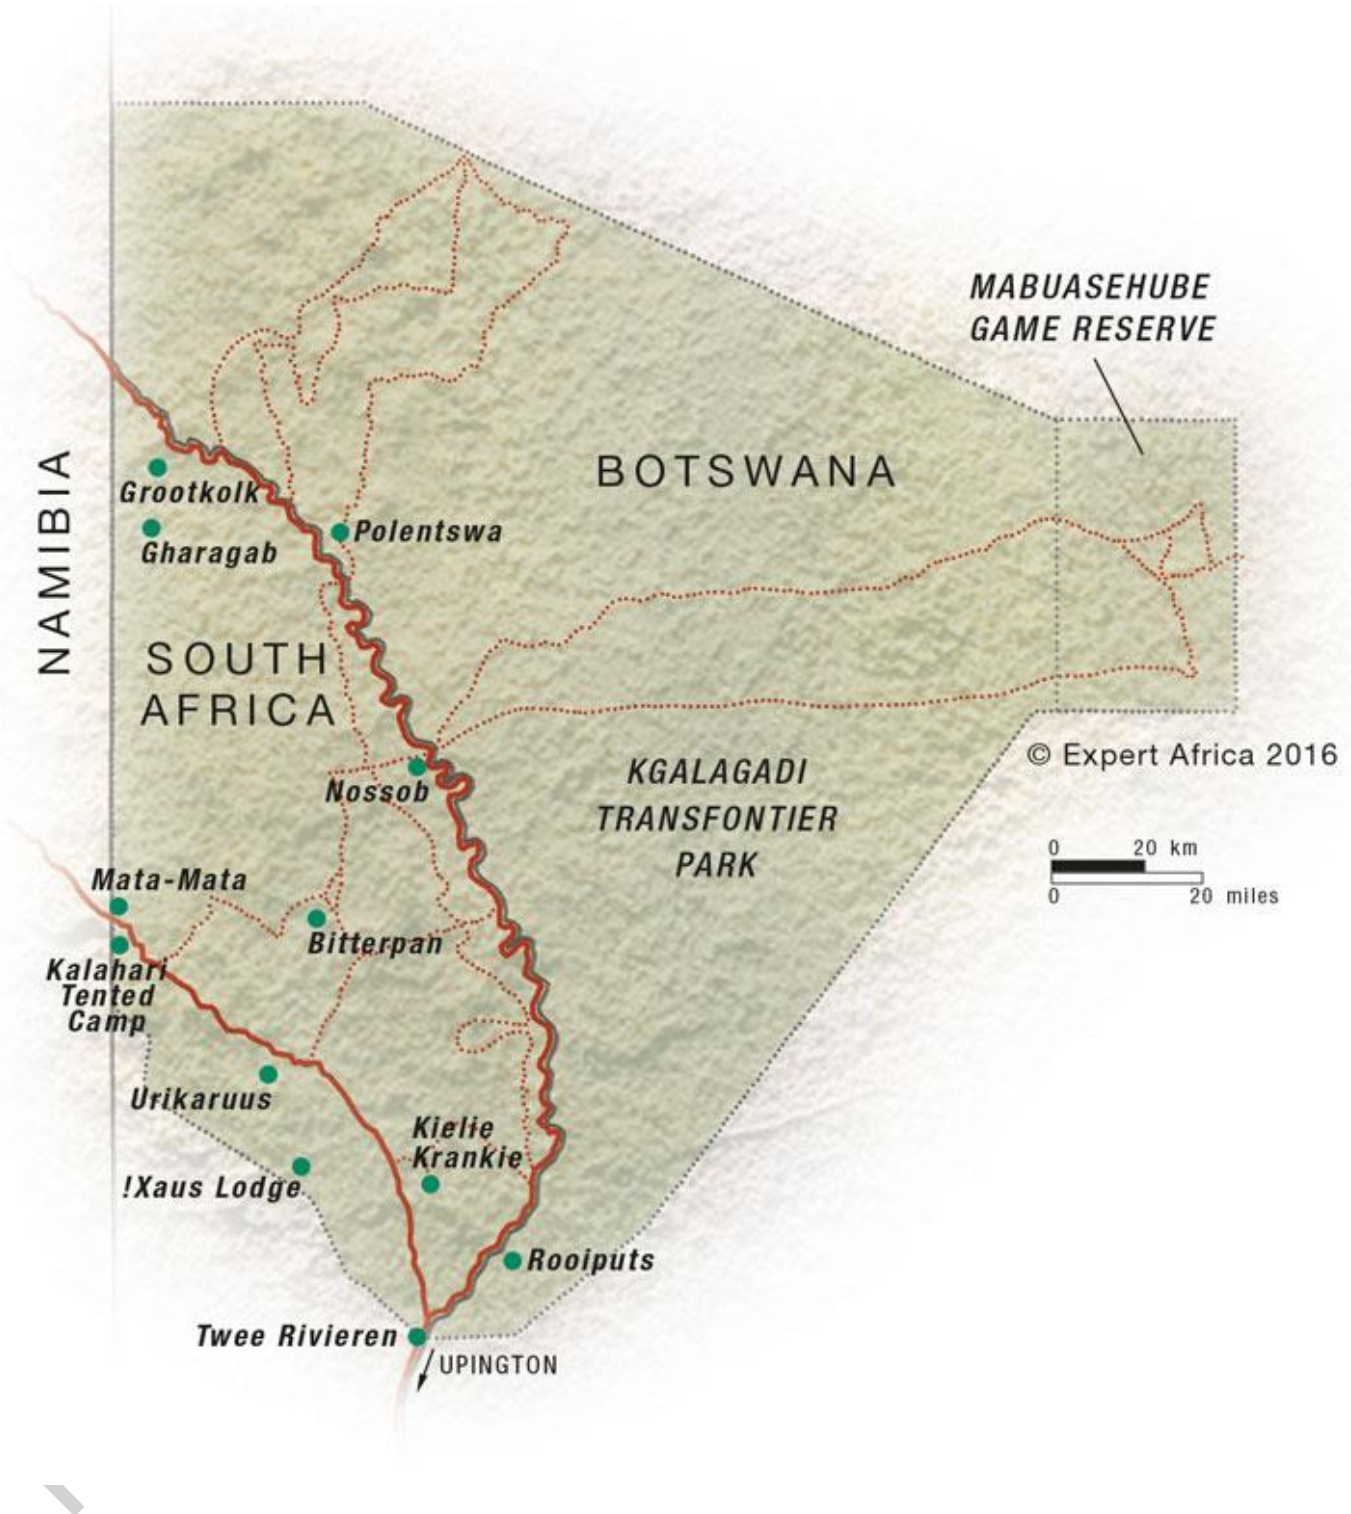 MABUASEHUBE
GAME RESERVE
NAMIBIA
BOTSWANA
Grootkolk
Polentswa
Gharagab
SOUTH
AFRICA
© Expert Africa 2016
KGALAGADI
TRANSFONTIER
PARK
Nossob
0 20 km
0 20 miles
Mata-Mata
Bitterpan
Kalahari
Tented
Camp
Urikaruus
Kielie
Krankie
!Xaus Lodge
Rooiputs
Twee Rivieren
UPINGTON